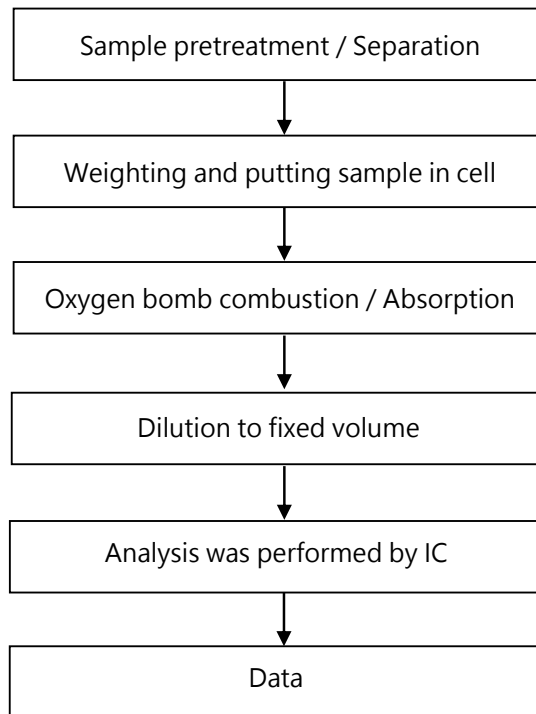 Sample pretreatment / Separation
Weighting and putting sample in cell
Oxygen bomb combustion / Absorption
Dilution to fixed volume
Analysis was performed by IC
Data